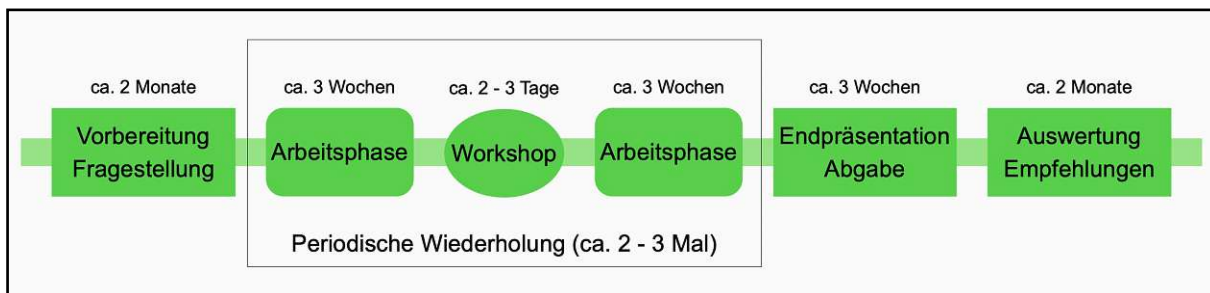 ca. 2 Monate
Vorbereitung
Fragestellung
ca. 3 Wochen
Arbeitsphase
ca. 2 - 3 Tage
Workshop
ca. 3 Wochen
Arbeitsphase
Periodische Wiederholung (ca. 2 - 3 Mal)
ca. 3 Wochen
Endpräsentation
Abgabe
ca. 2 Monate
Auswertung
Empfehlungen